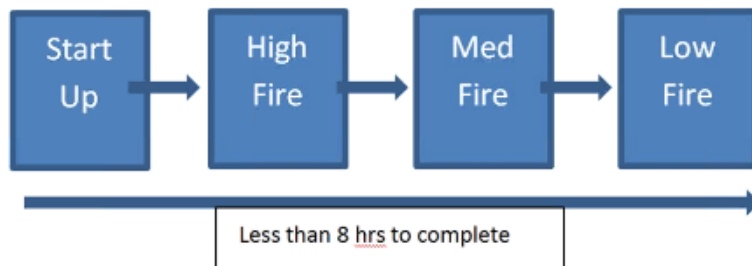 Start
Up
High
Fire
Med
Fire
Low
Fire
Less than 8 hrs to complete